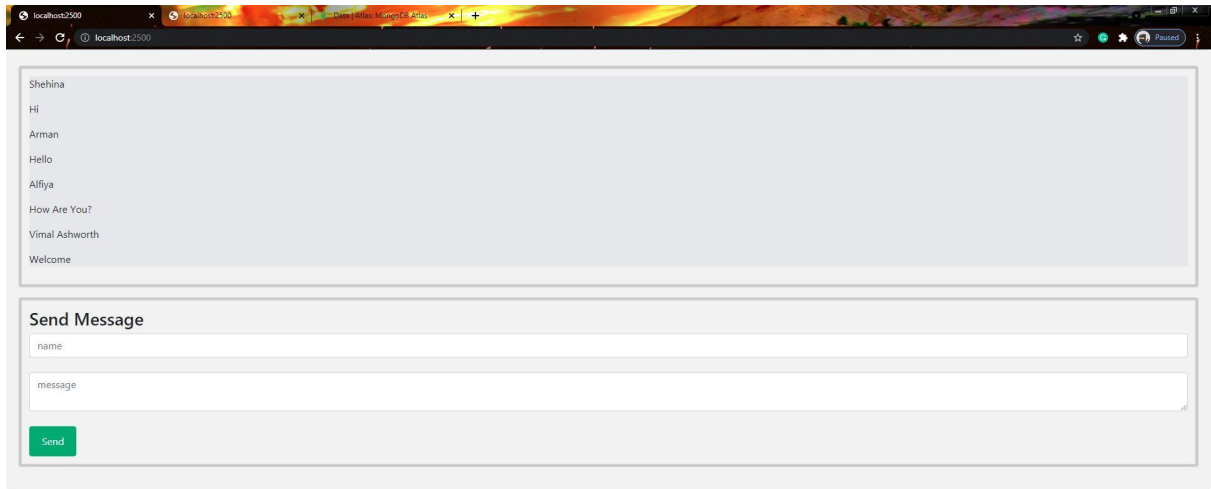 localhost:2500
localhost:2500
Data | Atlas: MongoDB Atlas
localhost:2500
Paused
Shehina
Hi
Arman
Hello
Alfiya
How Are You?
Vimal Ashworth
Welcome
Send Message
name
message
Send